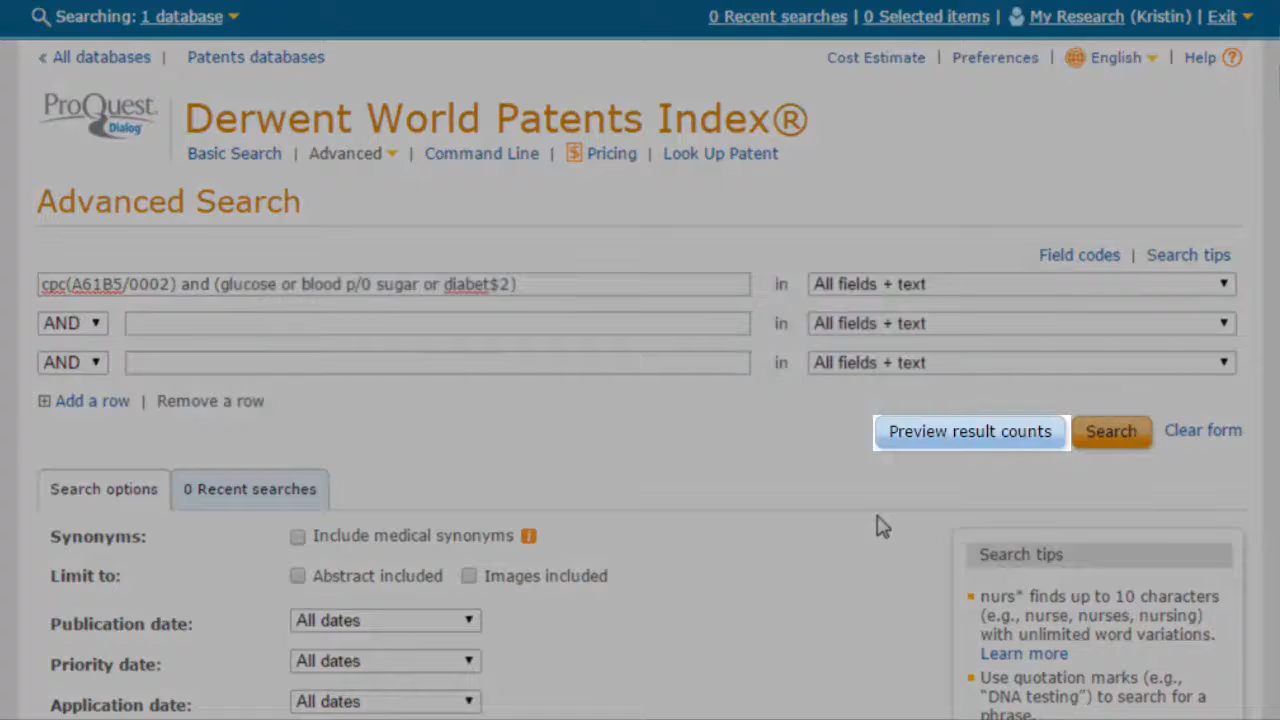 Searching: 1 database
0 Recent searches | 0 Selected items | My Research (Kristin) | Exit
All databases | Patents databases
Cost Estimate | Preferences | English | Help ?
ProQuest
Dialog
Derwent World Patents Index®
Basic Search | Advanced | Command Line | $ Pricing | Look Up Patent
Advanced Search
Field codes | Search tips
cpc(A61B5/0002) and (glucose or blood p/0 sugar or diabet$2) in All fields + text
AND in All fields + text
AND in All fields + text
Add a row | Remove a row
Preview result counts Search Clear form
Search options 0 Recent searches
Synonyms: Include medical synonyms i
Limit to: Abstract included Images included
Publication date: All dates
Priority date: All dates
Application date: All dates
Search tips
nurs* finds up to 10 characters
(e.g., nurse, nurses, nursing)
with unlimited word variations.
Learn more
Use quotation marks (e.g.,
"DNA testing") to search for a
phrase.